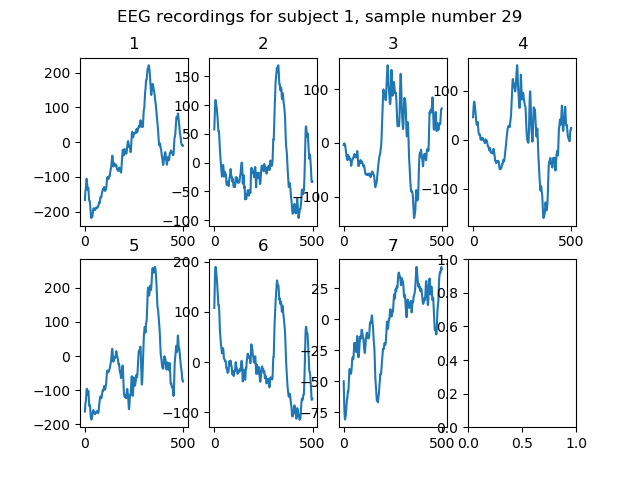 EEG recordings for subject 1, sample number 29
1 2 3 4
200 100 0 −100 −200
150 100 50 0 −50 −100
100 0 −100
100 0 −100
0 500 0 500 0 500 0 500
5 6 7
200 100 0 −100 −200
200 100 0 −100
25 0 −25 −50 −75
1.0 0.8 0.6 0.4 0.2 0.0
0 500 0 500 0 500 0.0 0.5 1.0